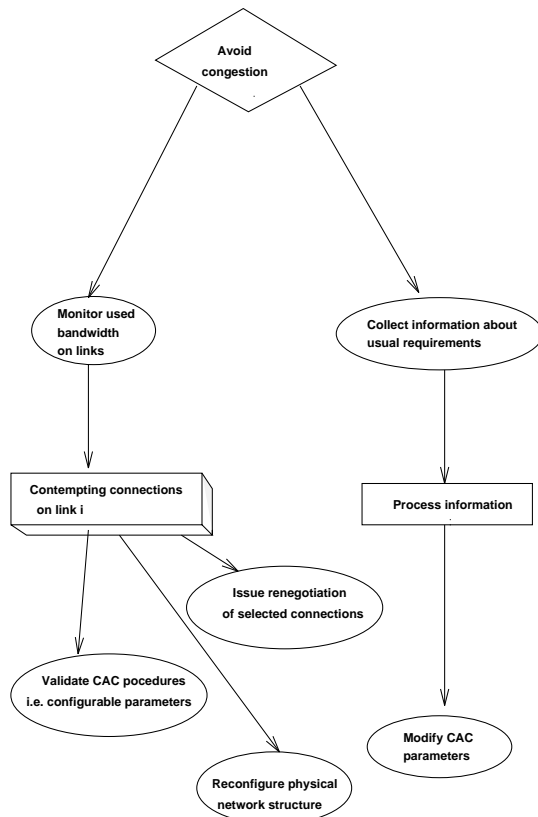 Avoid
congestion
Monitor used
bandwidth
on links
Collect information about
usual requirements
Contempting connections
on link i
Process information
Issue renegotiation
of selected connections
Validate CAC pocedures
i.e. configurable parameters
Modify CAC
parameters
Reconfigure physical
network structure